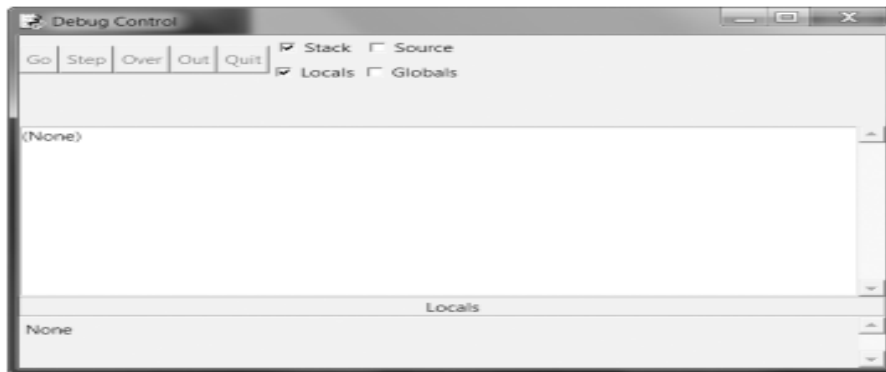 Debug Control
Go Step Over Out Quit
Stack Source
Locals Globals
(None)
Locals
None